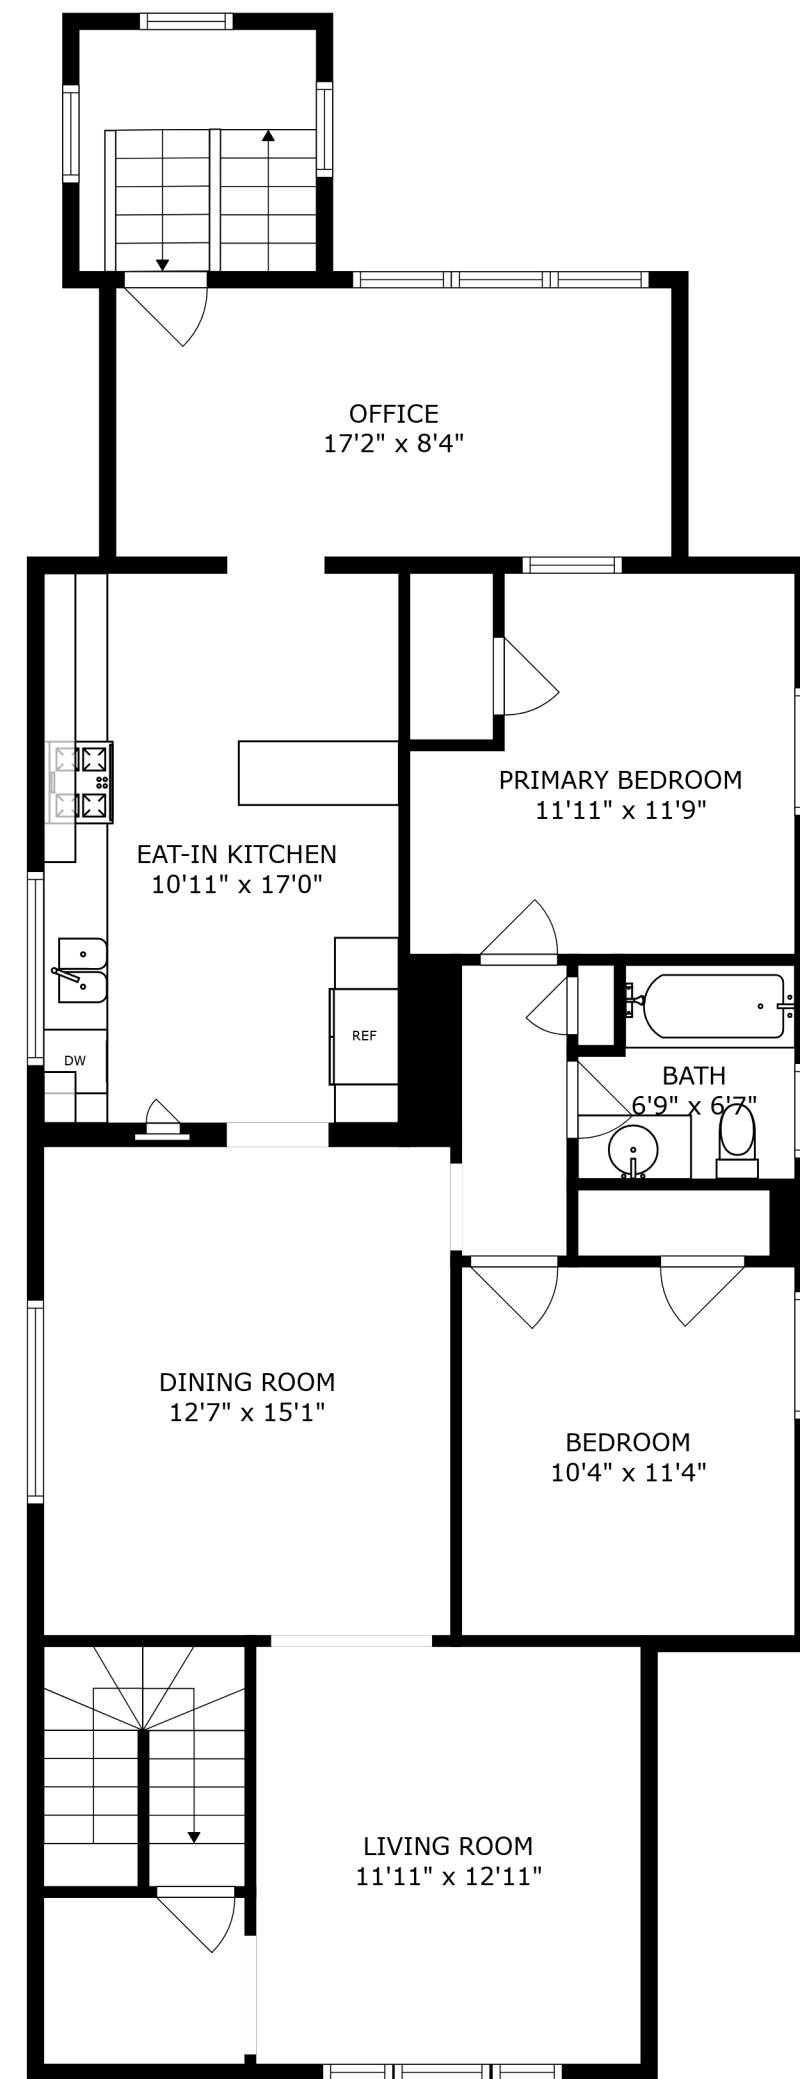 OFFICE
17'2" x 8'4"
PRIMARY BEDROOM
11'11" x 11'9"
EAT-IN KITCHEN
10'11" x 17'0"
REF
DW
BATH
6'9" x 6'7"
DINING ROOM
12'7" x 15'1"
BEDROOM
10'4" x 11'4"
LIVING ROOM
11'11" x 12'11"